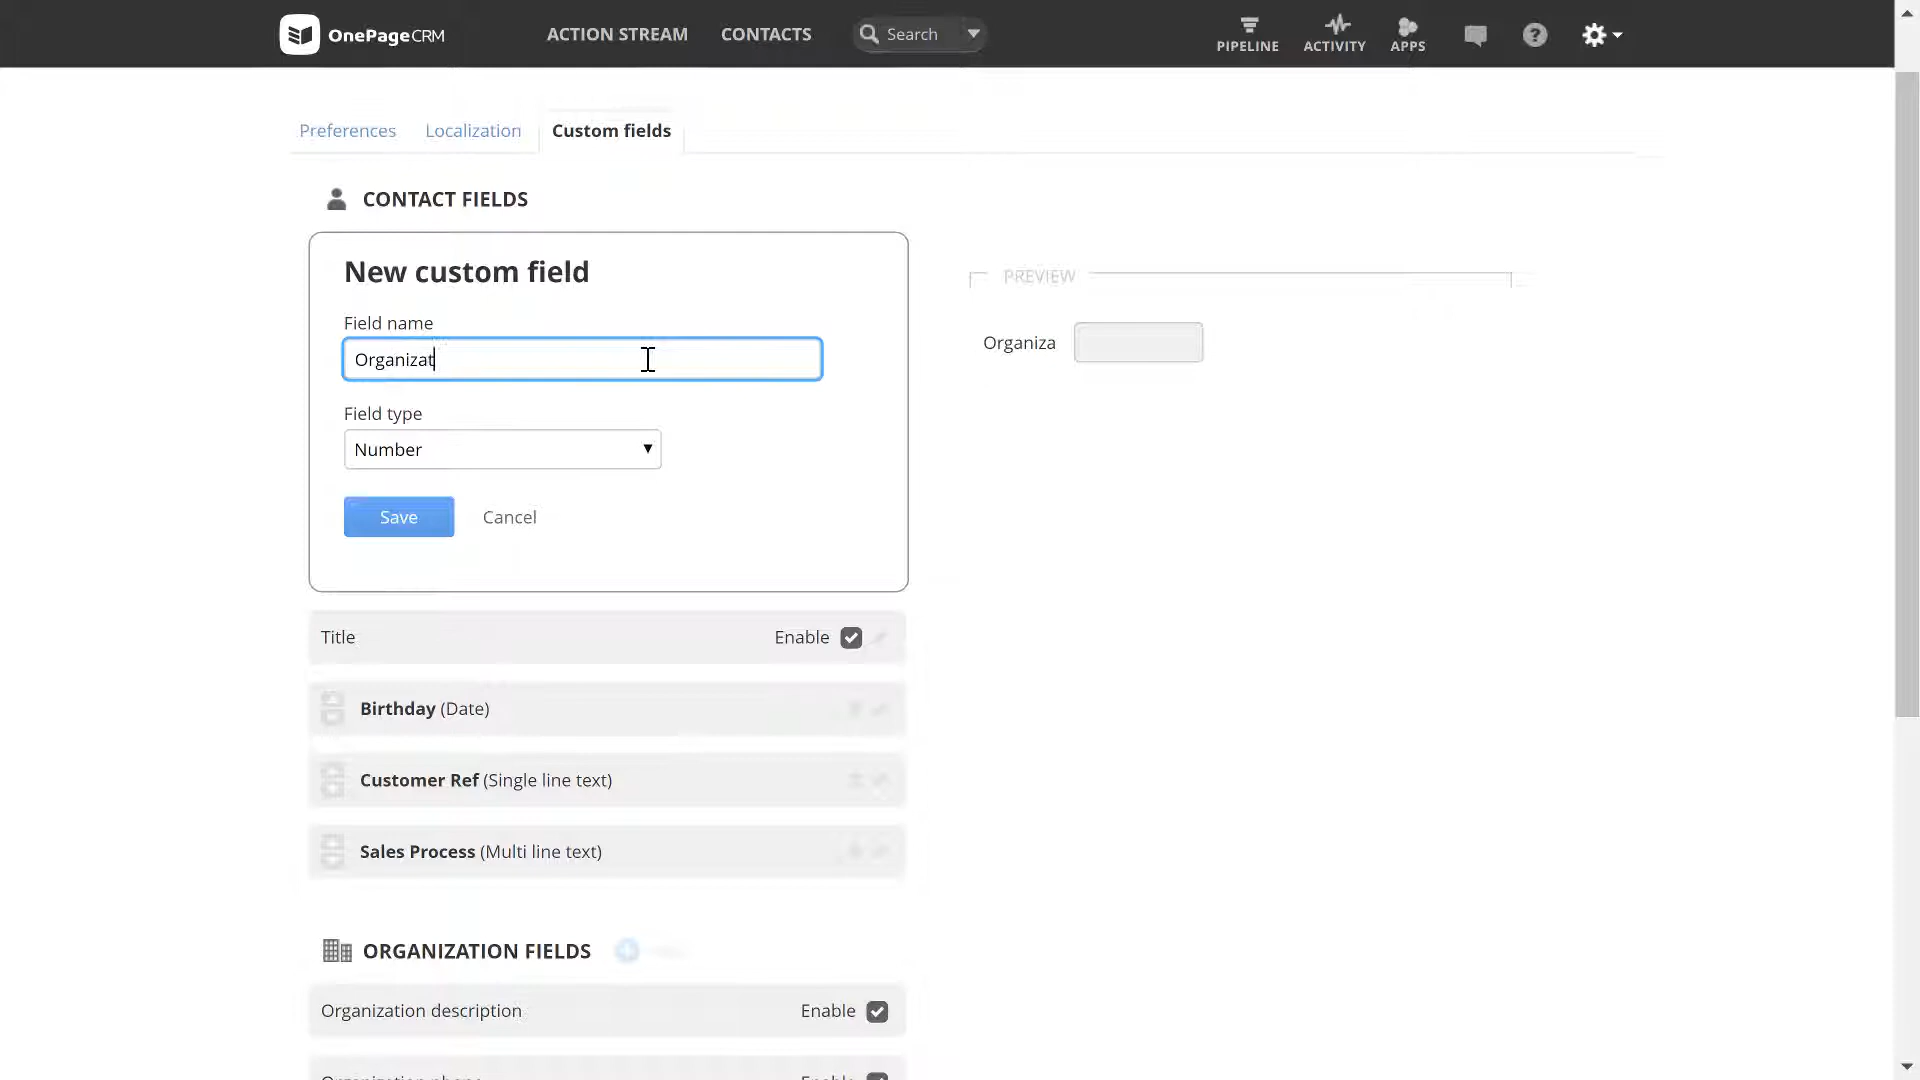 OnePageCRM ACTION STREAM CONTACTS Search PIPELINE ACTIVITY APPS
Preferences Localization Custom fields
CONTACT FIELDS
New custom field
PREVIEW
Field name
Organizat
Organiza
Field type
Number
Save Cancel
Title Enable
Birthday (Date)
Customer Ref (Single line text)
Sales Process (Multi line text)
ORGANIZATION FIELDS
Organization description Enable